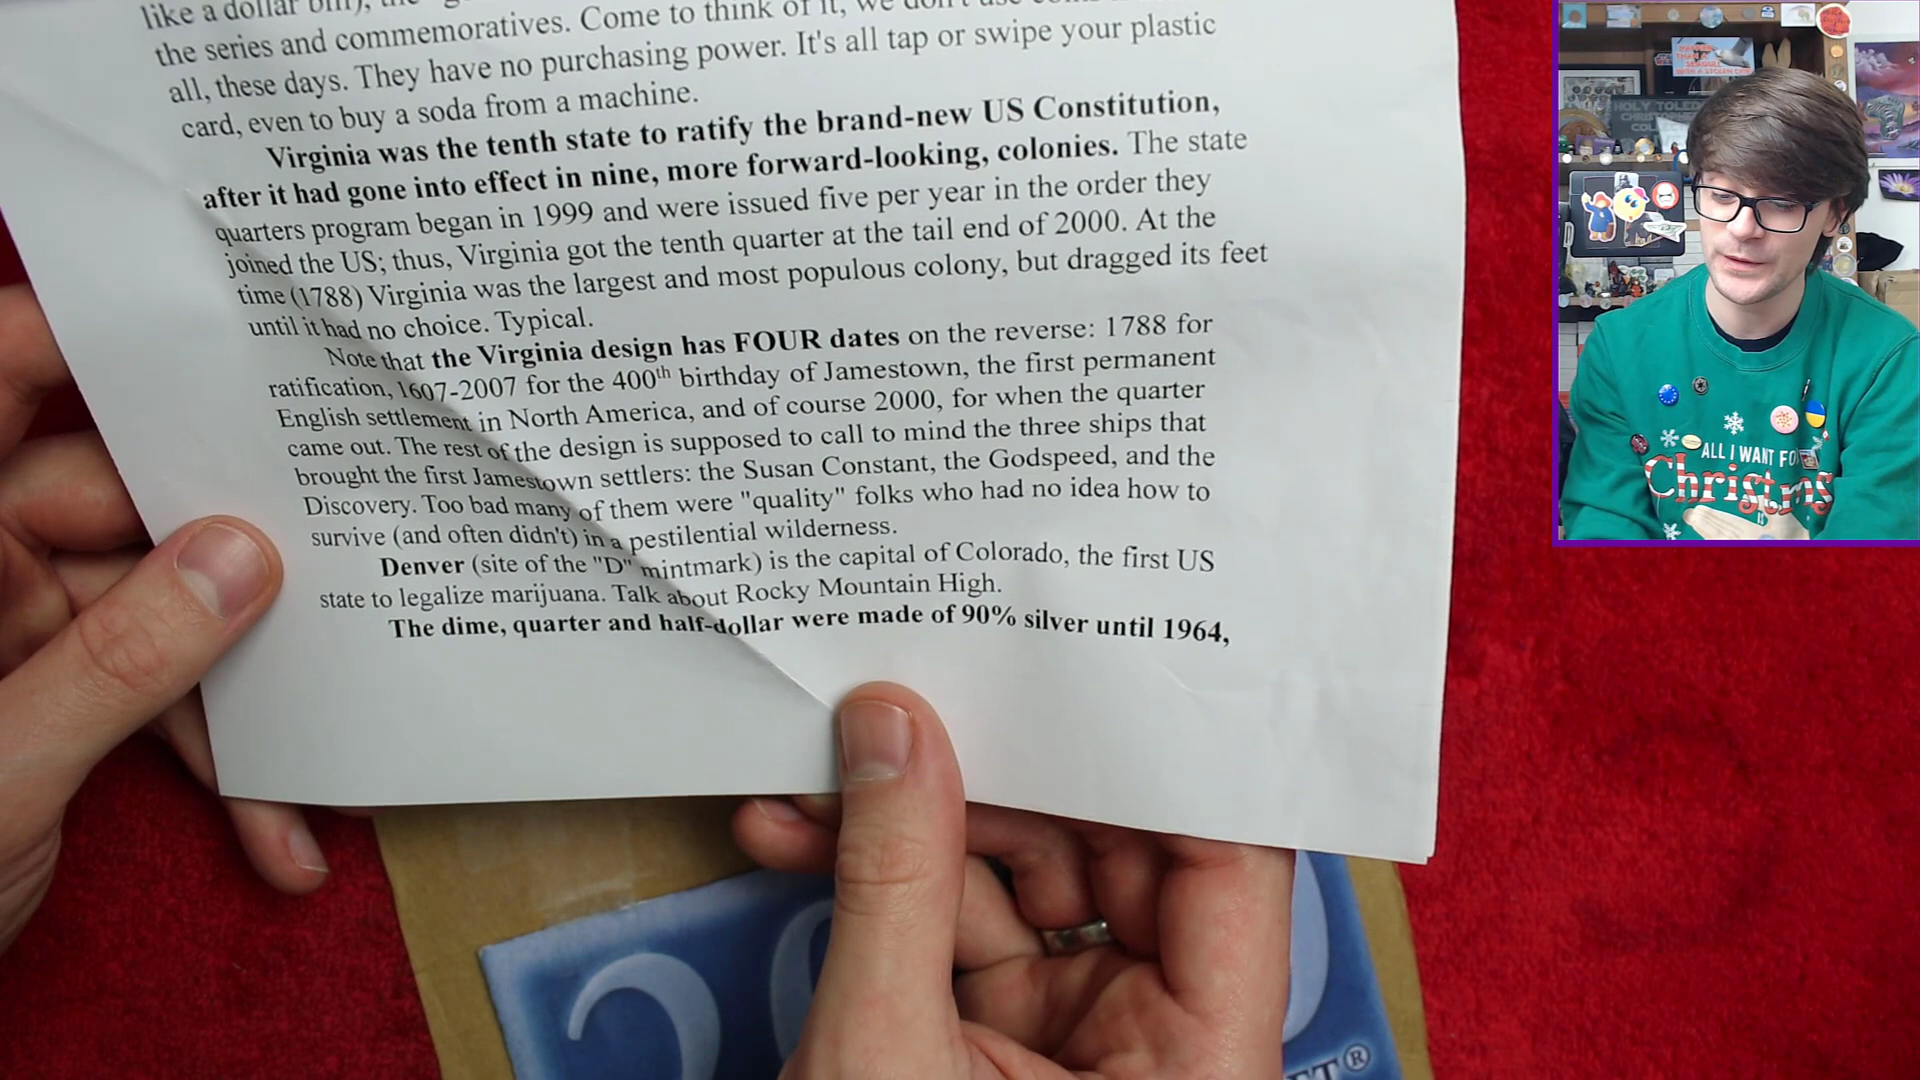 like a dollar bill), the
the series and commemoratives. Come to think of it, we don't use
all, these days. They have no purchasing power. It's all tap or swipe your plastic
card, even to buy a soda from a machine.
Virginia was the tenth state to ratify the brand-new US Constitution,
after it had gone into effect in nine, more forward-looking, colonies. The state
quarters program began in 1999 and were issued five per year in the order they
joined the US; thus, Virginia got the tenth quarter at the tail end of 2000. At the
time (1788) Virginia was the largest and most populous colony, but dragged its feet
until it had no choice. Typical.
Note that the Virginia design has FOUR dates on the reverse: 1788 for
ratification, 1607-2007 for the 400th birthday of Jamestown, the first permanent
English settlement in North America, and of course 2000, for when the quarter
came out. The rest of the design is supposed to call to mind the three ships that
brought the first Jamestown settlers: the Susan Constant, the Godspeed, and the
Discovery. Too bad many of them were "quality" folks who had no idea how to
survive (and often didn't) in a pestilential wilderness.
Denver (site of the "D" mintmark) is the capital of Colorado, the first US
state to legalize marijuana. Talk about Rocky Mountain High.
The dime, quarter and half-dollar were made of 90% silver until 1964,
2
ET®
HOLY TOLEDO
ALL I WANT FO
Christmas
IS